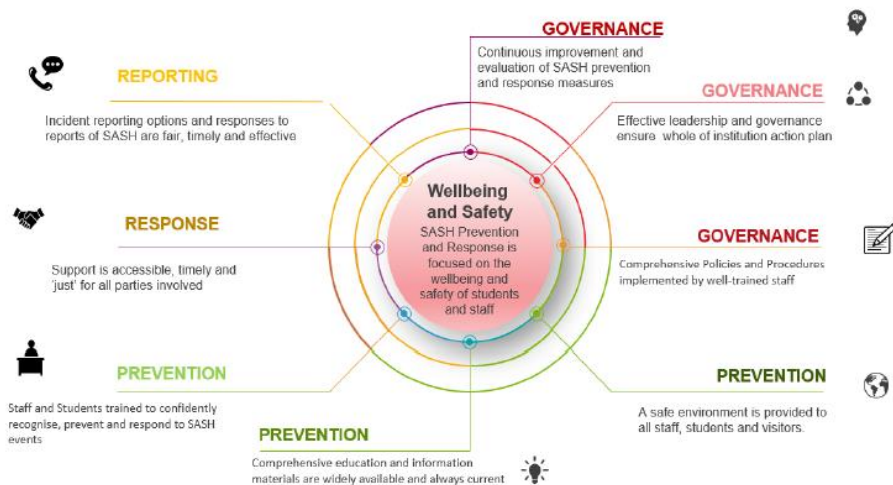 GOVERNANCE
Continuous improvement and
evaluation of SASH prevention
and response measures
REPORTING
Incident reporting options and responses to
reports of SASH are fair, timely and effective
GOVERNANCE
Effective leadership and governance
ensure whole of institution action plan
Wellbeing
and Safety
SASH Prevention
and Response is
focused on the
wellbeing and
safety of students
and staff
RESPONSE
Support is accessible, timely and
'just' for all parties involved
GOVERNANCE
Comprehensive Policies and Procedures
implemented by well-trained staff
PREVENTION
Staff and Students trained to confidently
recognise, prevent and respond to SASH
events
PREVENTION
A safe environment is provided to
all staff, students and visitors.
PREVENTION
Comprehensive education and information
materials are widely available and always current